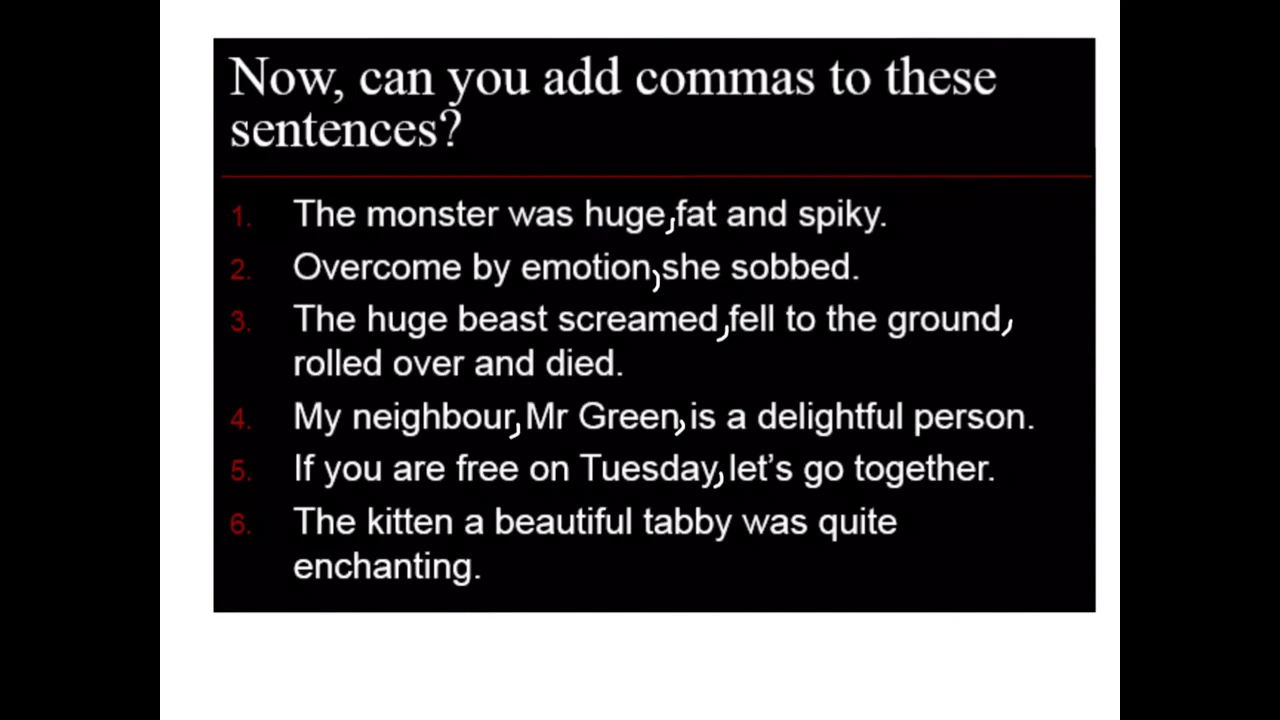 Now, can you add commas to these
sentences?
1. The monster was huge,fat and spiky.
2. Overcome by emotion,she sobbed.
3. The huge beast screamed,fell to the ground,
rolled over and died.
4. My neighbour,Mr Green,is a delightful person.
5. If you are free on Tuesday,let's go together.
6. The kitten a beautiful tabby was quite
enchanting.